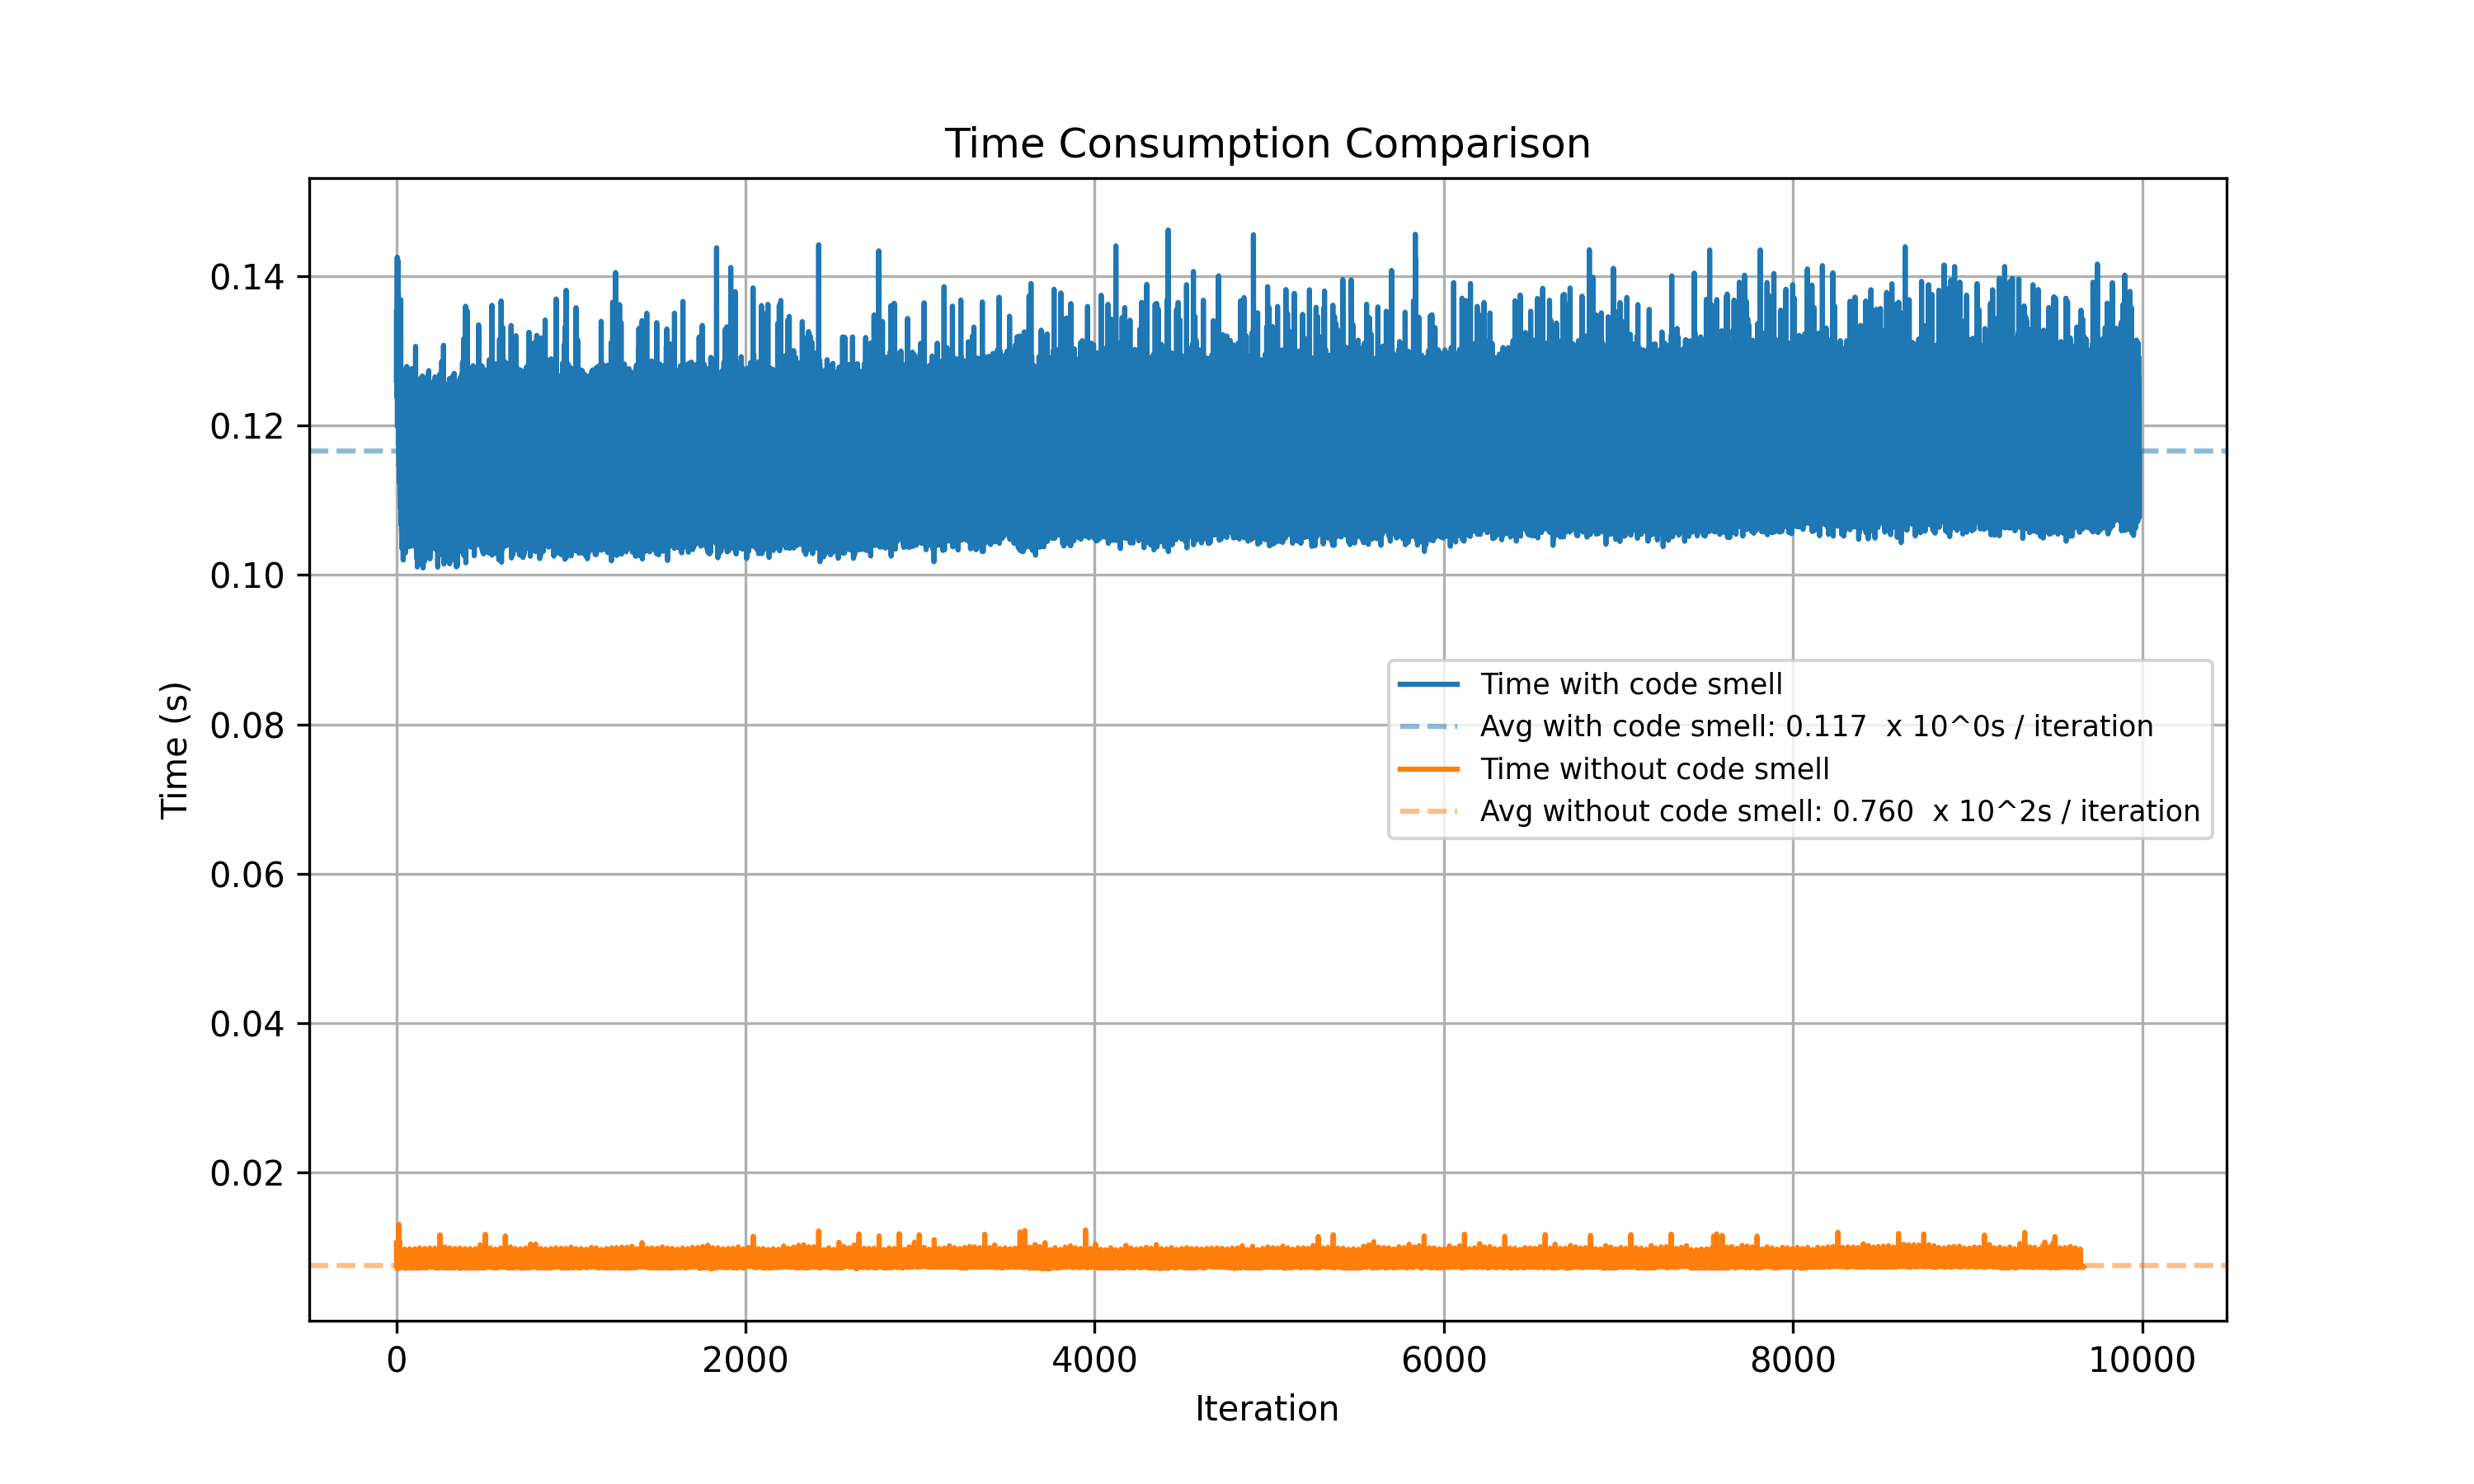 Time Consumption Comparison
0.14
0.12
0.10
0.08
0.06
0.04
0.02
Time (s)
Time with code smell
Avg with code smell: 0.117  x 10^0s / iteration
Time without code smell
Avg without code smell: 0.760  x 10^2s / iteration
0 2000 4000 6000 8000 10000
Iteration